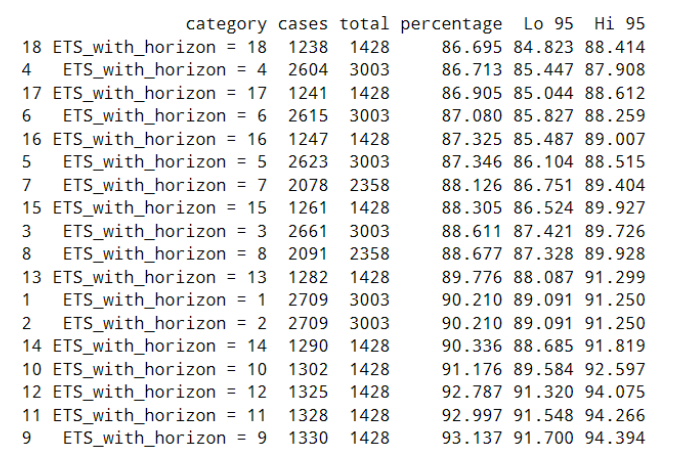 category cases total percentage Lo 95 Hi 95
18 ETS_with_horizon = 18 1238 1428 86.695 84.823 88.414
4 ETS_with_horizon = 4 2604 3003 86.713 85.447 87.908
17 ETS_with_horizon = 17 1241 1428 86.905 85.044 88.612
6 ETS_with_horizon = 6 2615 3003 87.080 85.827 88.259
16 ETS_with_horizon = 16 1247 1428 87.325 85.487 89.007
5 ETS_with_horizon = 5 2623 3003 87.346 86.104 88.515
7 ETS_with_horizon = 7 2078 2358 88.126 86.751 89.404
15 ETS_with_horizon = 15 1261 1428 88.305 86.524 89.927
3 ETS_with_horizon = 3 2661 3003 88.611 87.421 89.726
8 ETS_with_horizon = 8 2091 2358 88.677 87.328 89.928
13 ETS_with_horizon = 13 1282 1428 89.776 88.087 91.299
1 ETS_with_horizon = 1 2709 3003 90.210 89.091 91.250
2 ETS_with_horizon = 2 2709 3003 90.210 89.091 91.250
14 ETS_with_horizon = 14 1290 1428 90.336 88.685 91.819
10 ETS_with_horizon = 10 1302 1428 91.176 89.584 92.597
12 ETS_with_horizon = 12 1325 1428 92.787 91.320 94.075
11 ETS_with_horizon = 11 1328 1428 92.997 91.548 94.266
9 ETS_with_horizon = 9 1330 1428 93.137 91.700 94.394